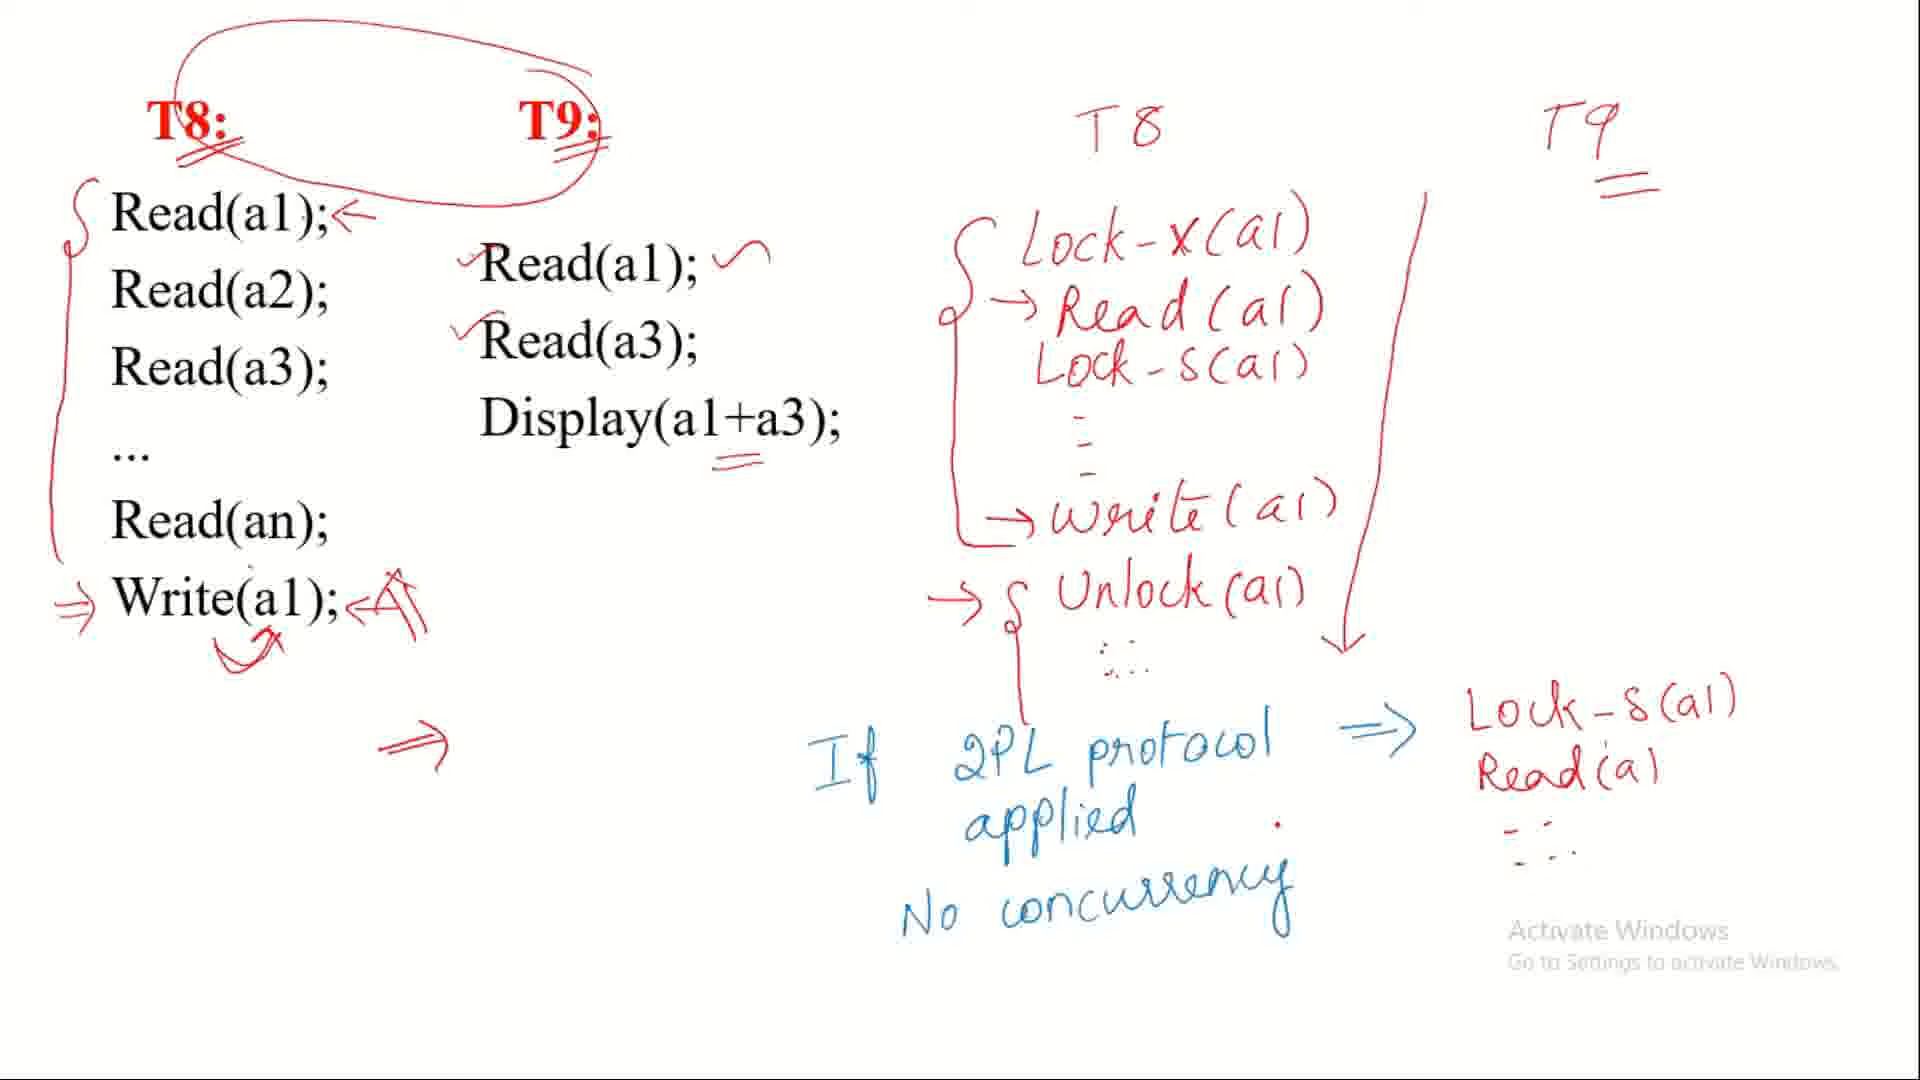 T8: T9:
Read(a1);
Read(a1);
Read(a2);
Read(a3);
Read(a3);
Display(a1+a3);
...
Read(an);
Write(a1);
T8 T9
Lock-X(a1)
Read(a1)
Lock-S(a1)
Write(a1)
Unlock(a1)
If 2PL protocol
applied
No concurrency
Lock-S(a1)
Read(a)
Activate Windows
Go to Settings to activate Windows.